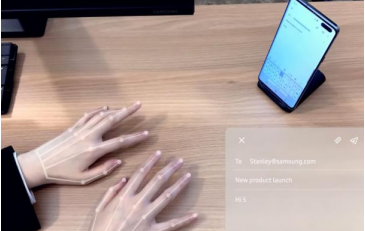 To Stanley@samsung.com
New product launch
Hi S